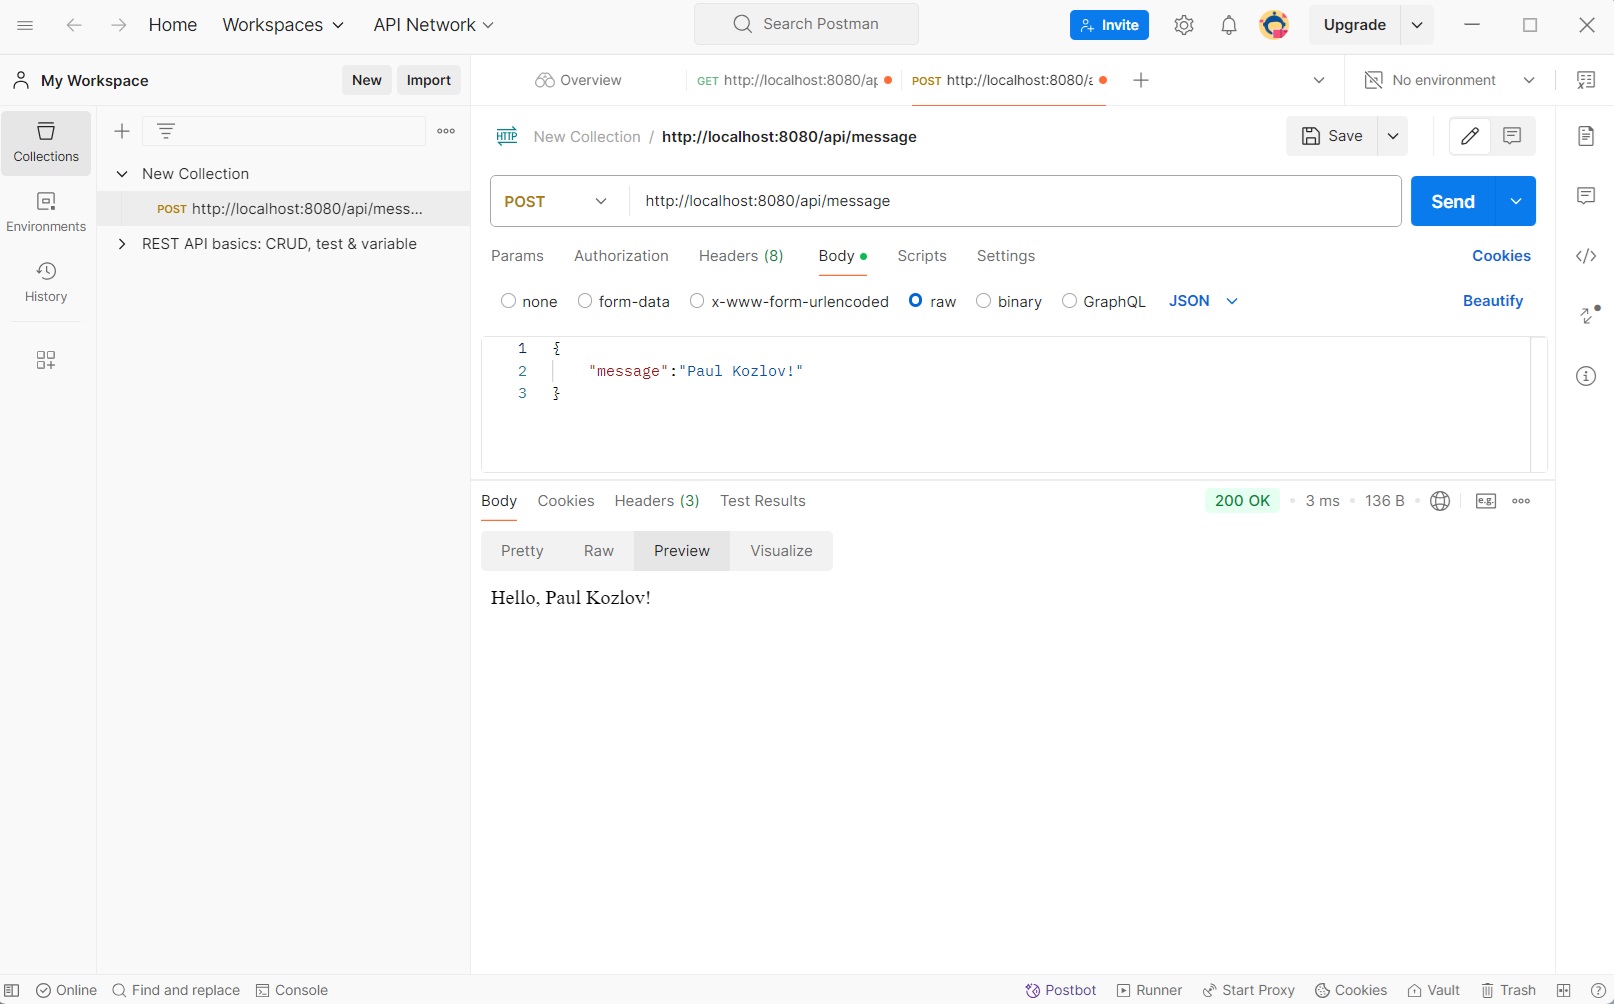 Home Workspaces API Network Search Postman Invite Upgrade
My Workspace New Import Overview GET http://localhost:8080/ap POST http://localhost:8080/a No environment
Collections
Environments
History
New Collection
POST http://localhost:8080/api/mess...
REST API basics: CRUD, test & variable
HTTP New Collection / http://localhost:8080/api/message Save
POST http://localhost:8080/api/message Send
Params Authorization Headers (8) Body Scripts Settings Cookies
none form-data x-www-form-urlencoded raw binary GraphQL JSON Beautify
1 {
2 "message":"Paul Kozlov!"
3 }
Body Cookies Headers (3) Test Results 200 OK 3 ms 136 B e.g.
Pretty Raw Preview Visualize
Hello, Paul Kozlov!
Online Find and replace Console Postbot Runner Start Proxy Cookies Vault Trash